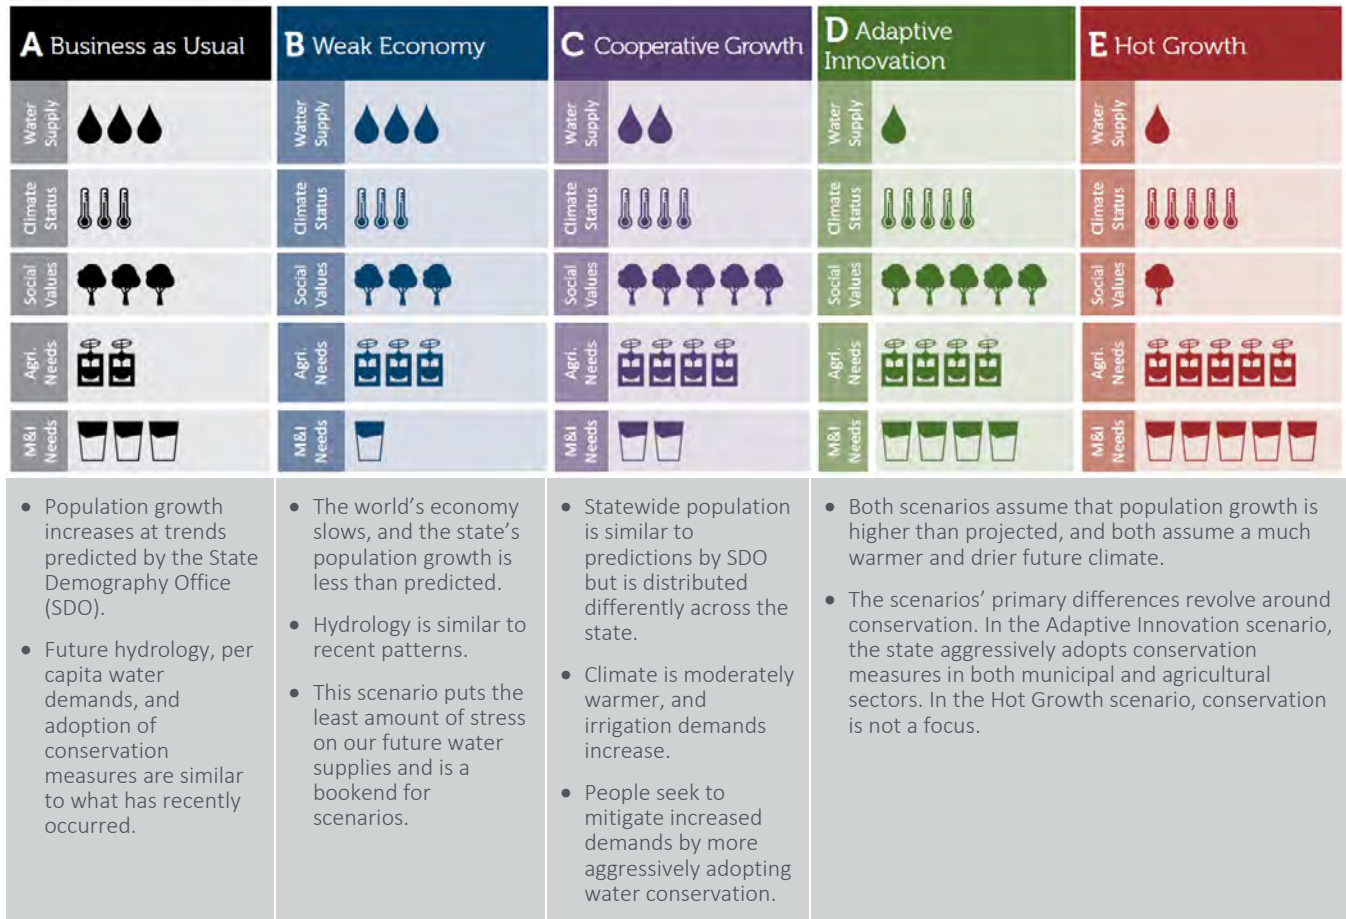 A Business as Usual
B Weak Economy
C Cooperative Growth
D Adaptive
Innovation
E Hot Growth
Water
Supply
Watter
Supply
Water
Supply
Water
Supply
Water
Supply
Climate
Status
Climate
Status
Climate
Status
Climate
Status
Climate
Status
Social
Values
Social
Values
Social
Values
Social
Values
Social
Values
Agri.
Needs
Agri.
Needs
Agri.
Needs
Agri.
Needs
Agri.
Needs
M&I
Needs
M&I
Needs
M&I
Needs
M&I
Needs
M&I
Needs
• Population growth
increases at trends
predicted by the State
Demography Office
(SDO).
• Future hydrology, per
capita water
demands, and
adoption of
conservation
measures are similar
to what has recently
occurred.
• The world’s economy
slows, and the state’s
population growth is
less than predicted.
• Hydrology is similar to
recent patterns.
• This scenario puts the
least amount of stress
on our future water
supplies and is a
bookend for
scenarios.
• Statewide population
is similar to
predictions by SDO
but is distributed
differently across the
state.
• Climate is moderately
warmer, and
irrigation demands
increase.
• People seek to
mitigate increased
demands by more
aggressively adopting
water conservation.
• Both scenarios assume that population growth is
higher than projected, and both assume a much
warmer and drier future climate.
• The scenarios’ primary differences revolve around
conservation. In the Adaptive Innovation scenario,
the state aggressively adopts conservation
measures in both municipal and agricultural
sectors. In the Hot Growth scenario, conservation
is not a focus.